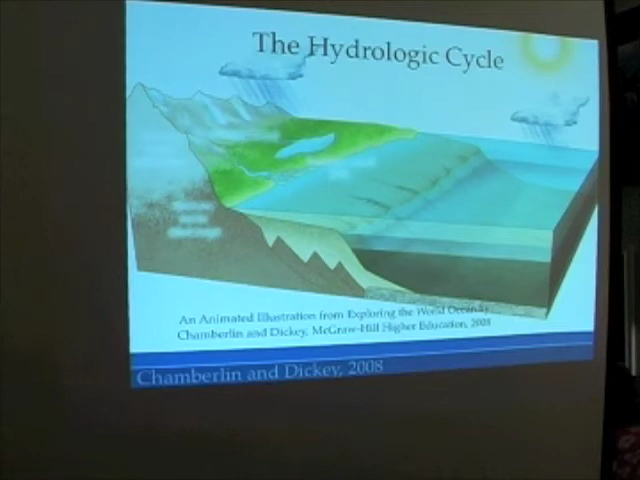 The Hydrologic Cycle
An Animated Illustration from Exploring the World Ocean by
Chamberlin and Dickey, McGraw-Hill Higher Education, 2008
Chamberlin and Dickey, 2008